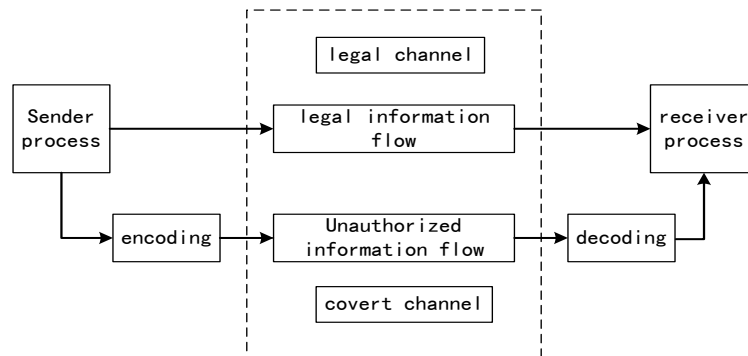 legal channel
Sender
process
legal information
flow
receiver
process
encoding
Unauthorized
information flow
decoding
covert channel